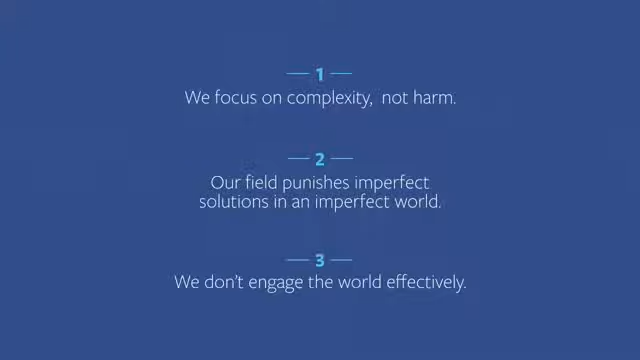 1
We focus on complexity, not harm.
2
Our field punishes imperfect
solutions in an imperfect world.
3
We don’t engage the world effectively.